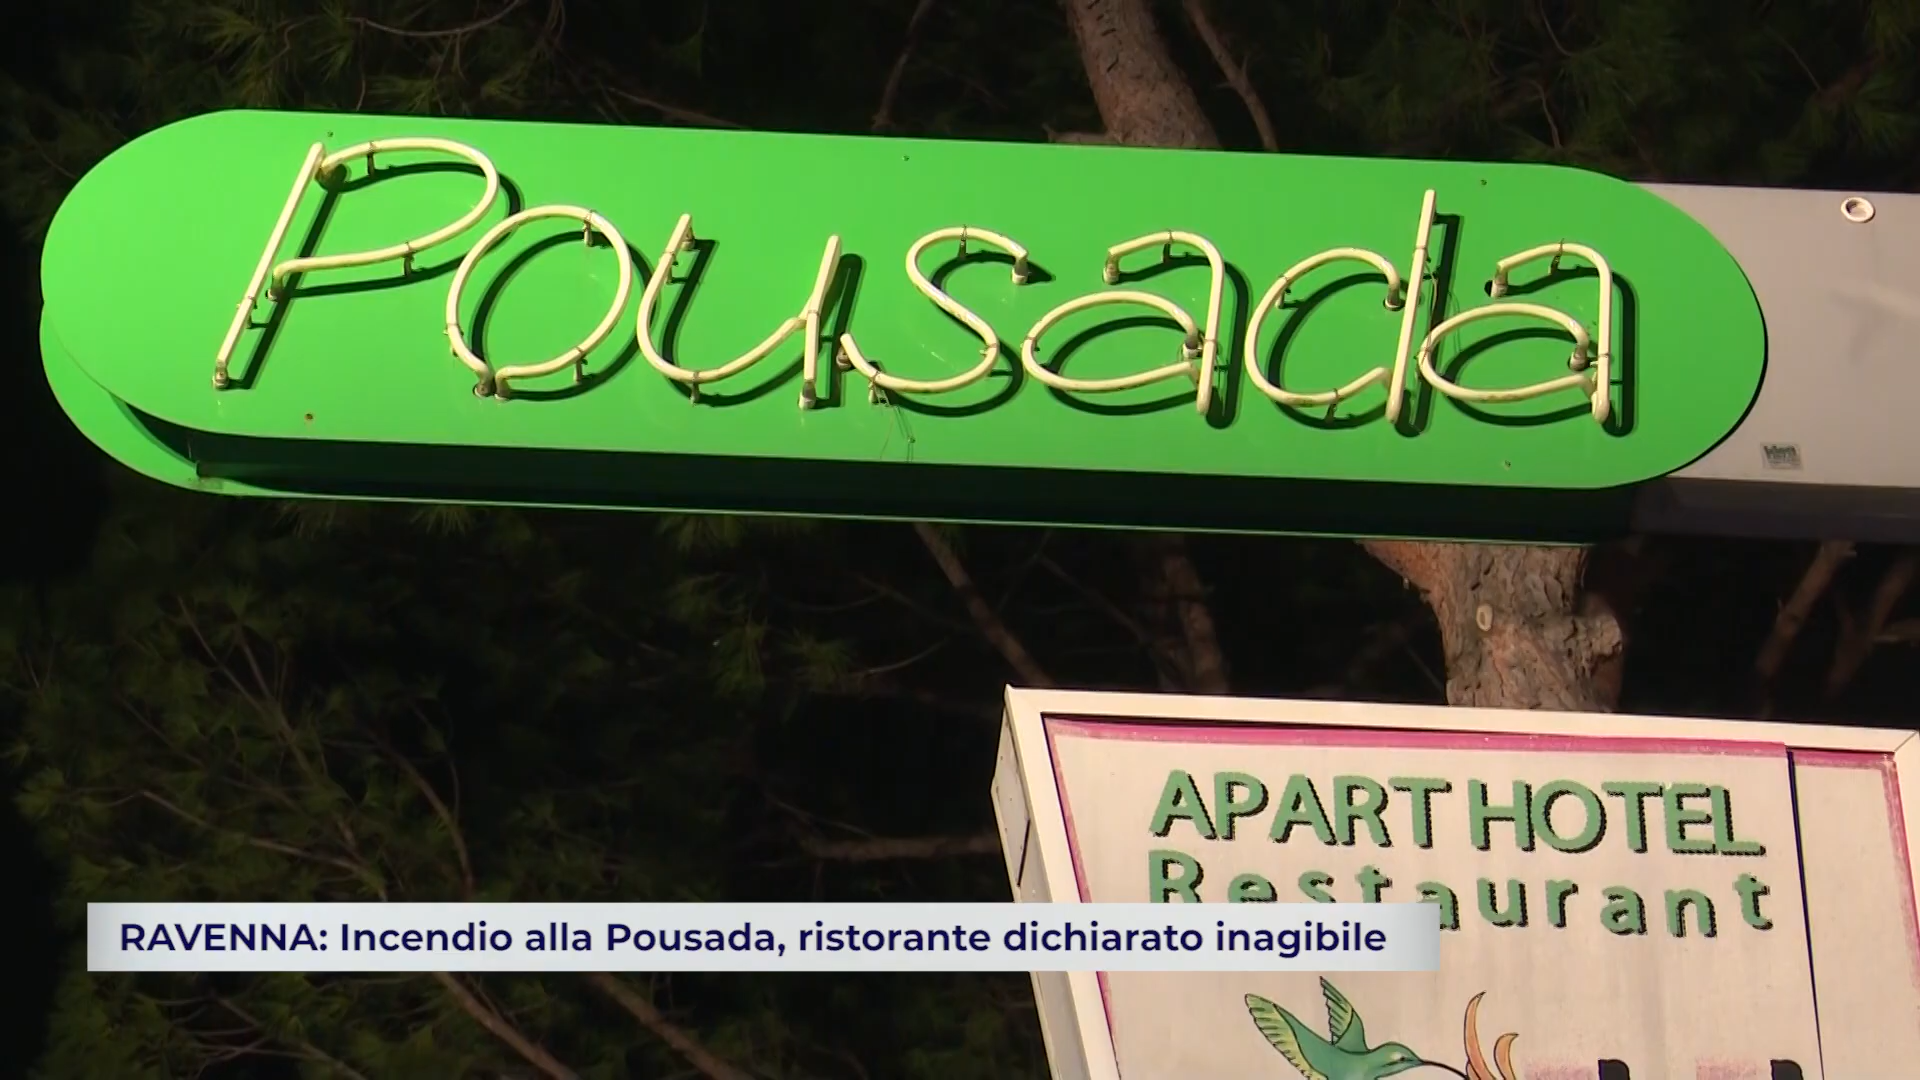 Pousada
APART HOTEL
Restaurant
RAVENNA: Incendio alla Pousada, ristorante dichiarato inagibile